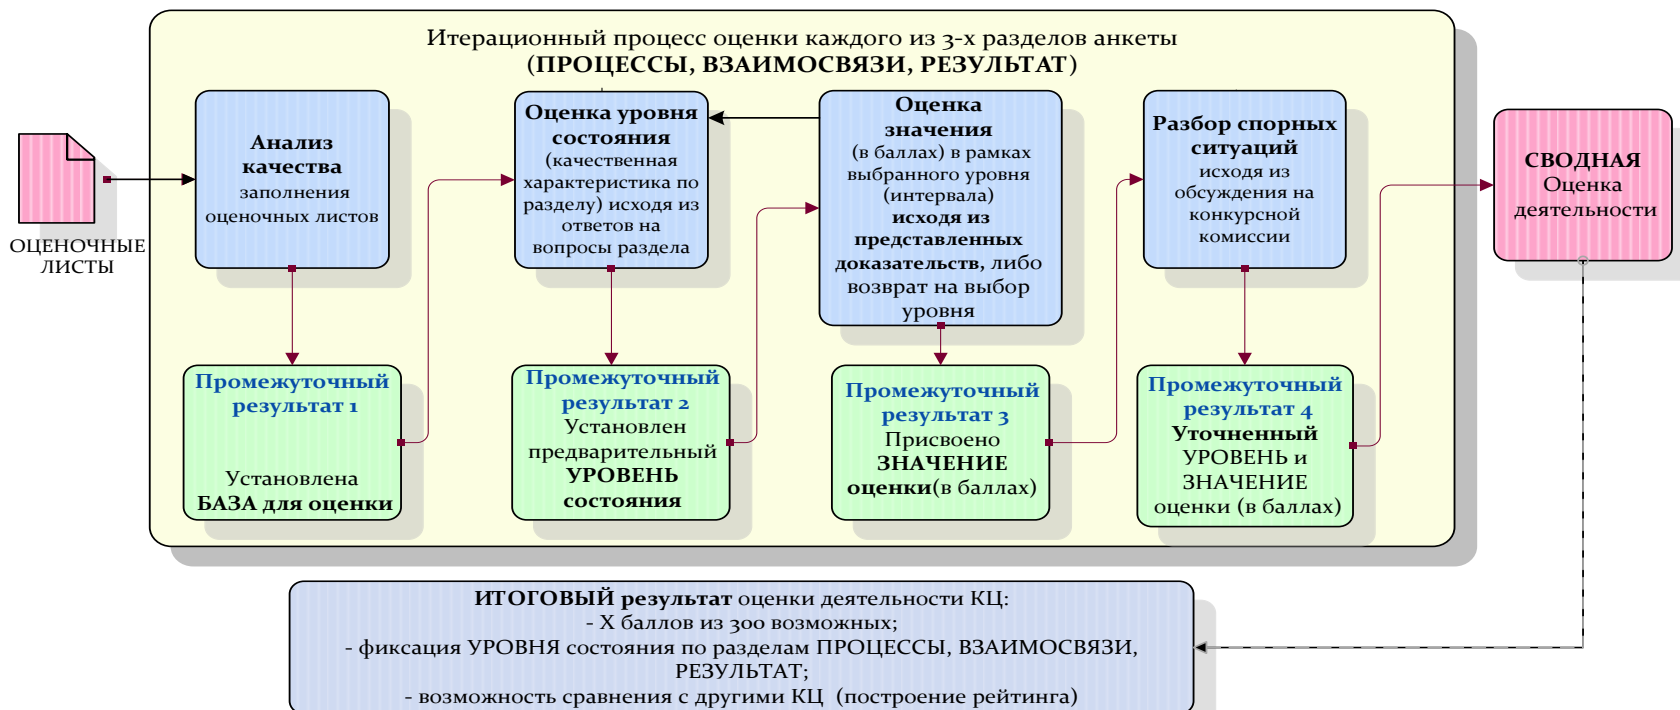 Итерационный процесс оценки каждого из 3-х разделов анкеты
(ПРОЦЕССЫ, ВЗАИМОСВЯЗИ, РЕЗУЛЬТАТ)
ОЦЕНОЧНЫЕ
ЛИСТЫ
Анализ
качества
заполнения
оценочных листов
Оценка уровня
состояния
(качественная
характеристика по
разделу) исходя из
ответов на
вопросы раздела
Оценка
значения
(в баллах) в рамках
выбранного уровня
(интервала)
исходя из
представленных
доказательств, либо
возврат на выбор
уровня
Разбор спорных
ситуаций
исходя из
обсуждения на
конкурсной
комиссии
СВОДНАЯ
Оценка
деятельности
Промежуточный
результат 1
Установлена
БАЗА для оценки
Промежуточный
результат 2
Установлен
предварительный
УРОВЕНЬ
состояния
Промежуточный
результат 3
Присвоено
ЗНАЧЕНИЕ
оценки(в баллах)
Промежуточный
результат 4
Уточненный
УРОВЕНЬ и
ЗНАЧЕНИЕ
оценки (в баллах)
ИТОГОВЫЙ результат оценки деятельности КЦ:
- X баллов из 300 возможных;
- фиксация УРОВНЯ состояния по разделам ПРОЦЕССЫ, ВЗАИМОСВЯЗИ,
РЕЗУЛЬТАТ;
- возможность сравнения с другими КЦ (построение рейтинга)